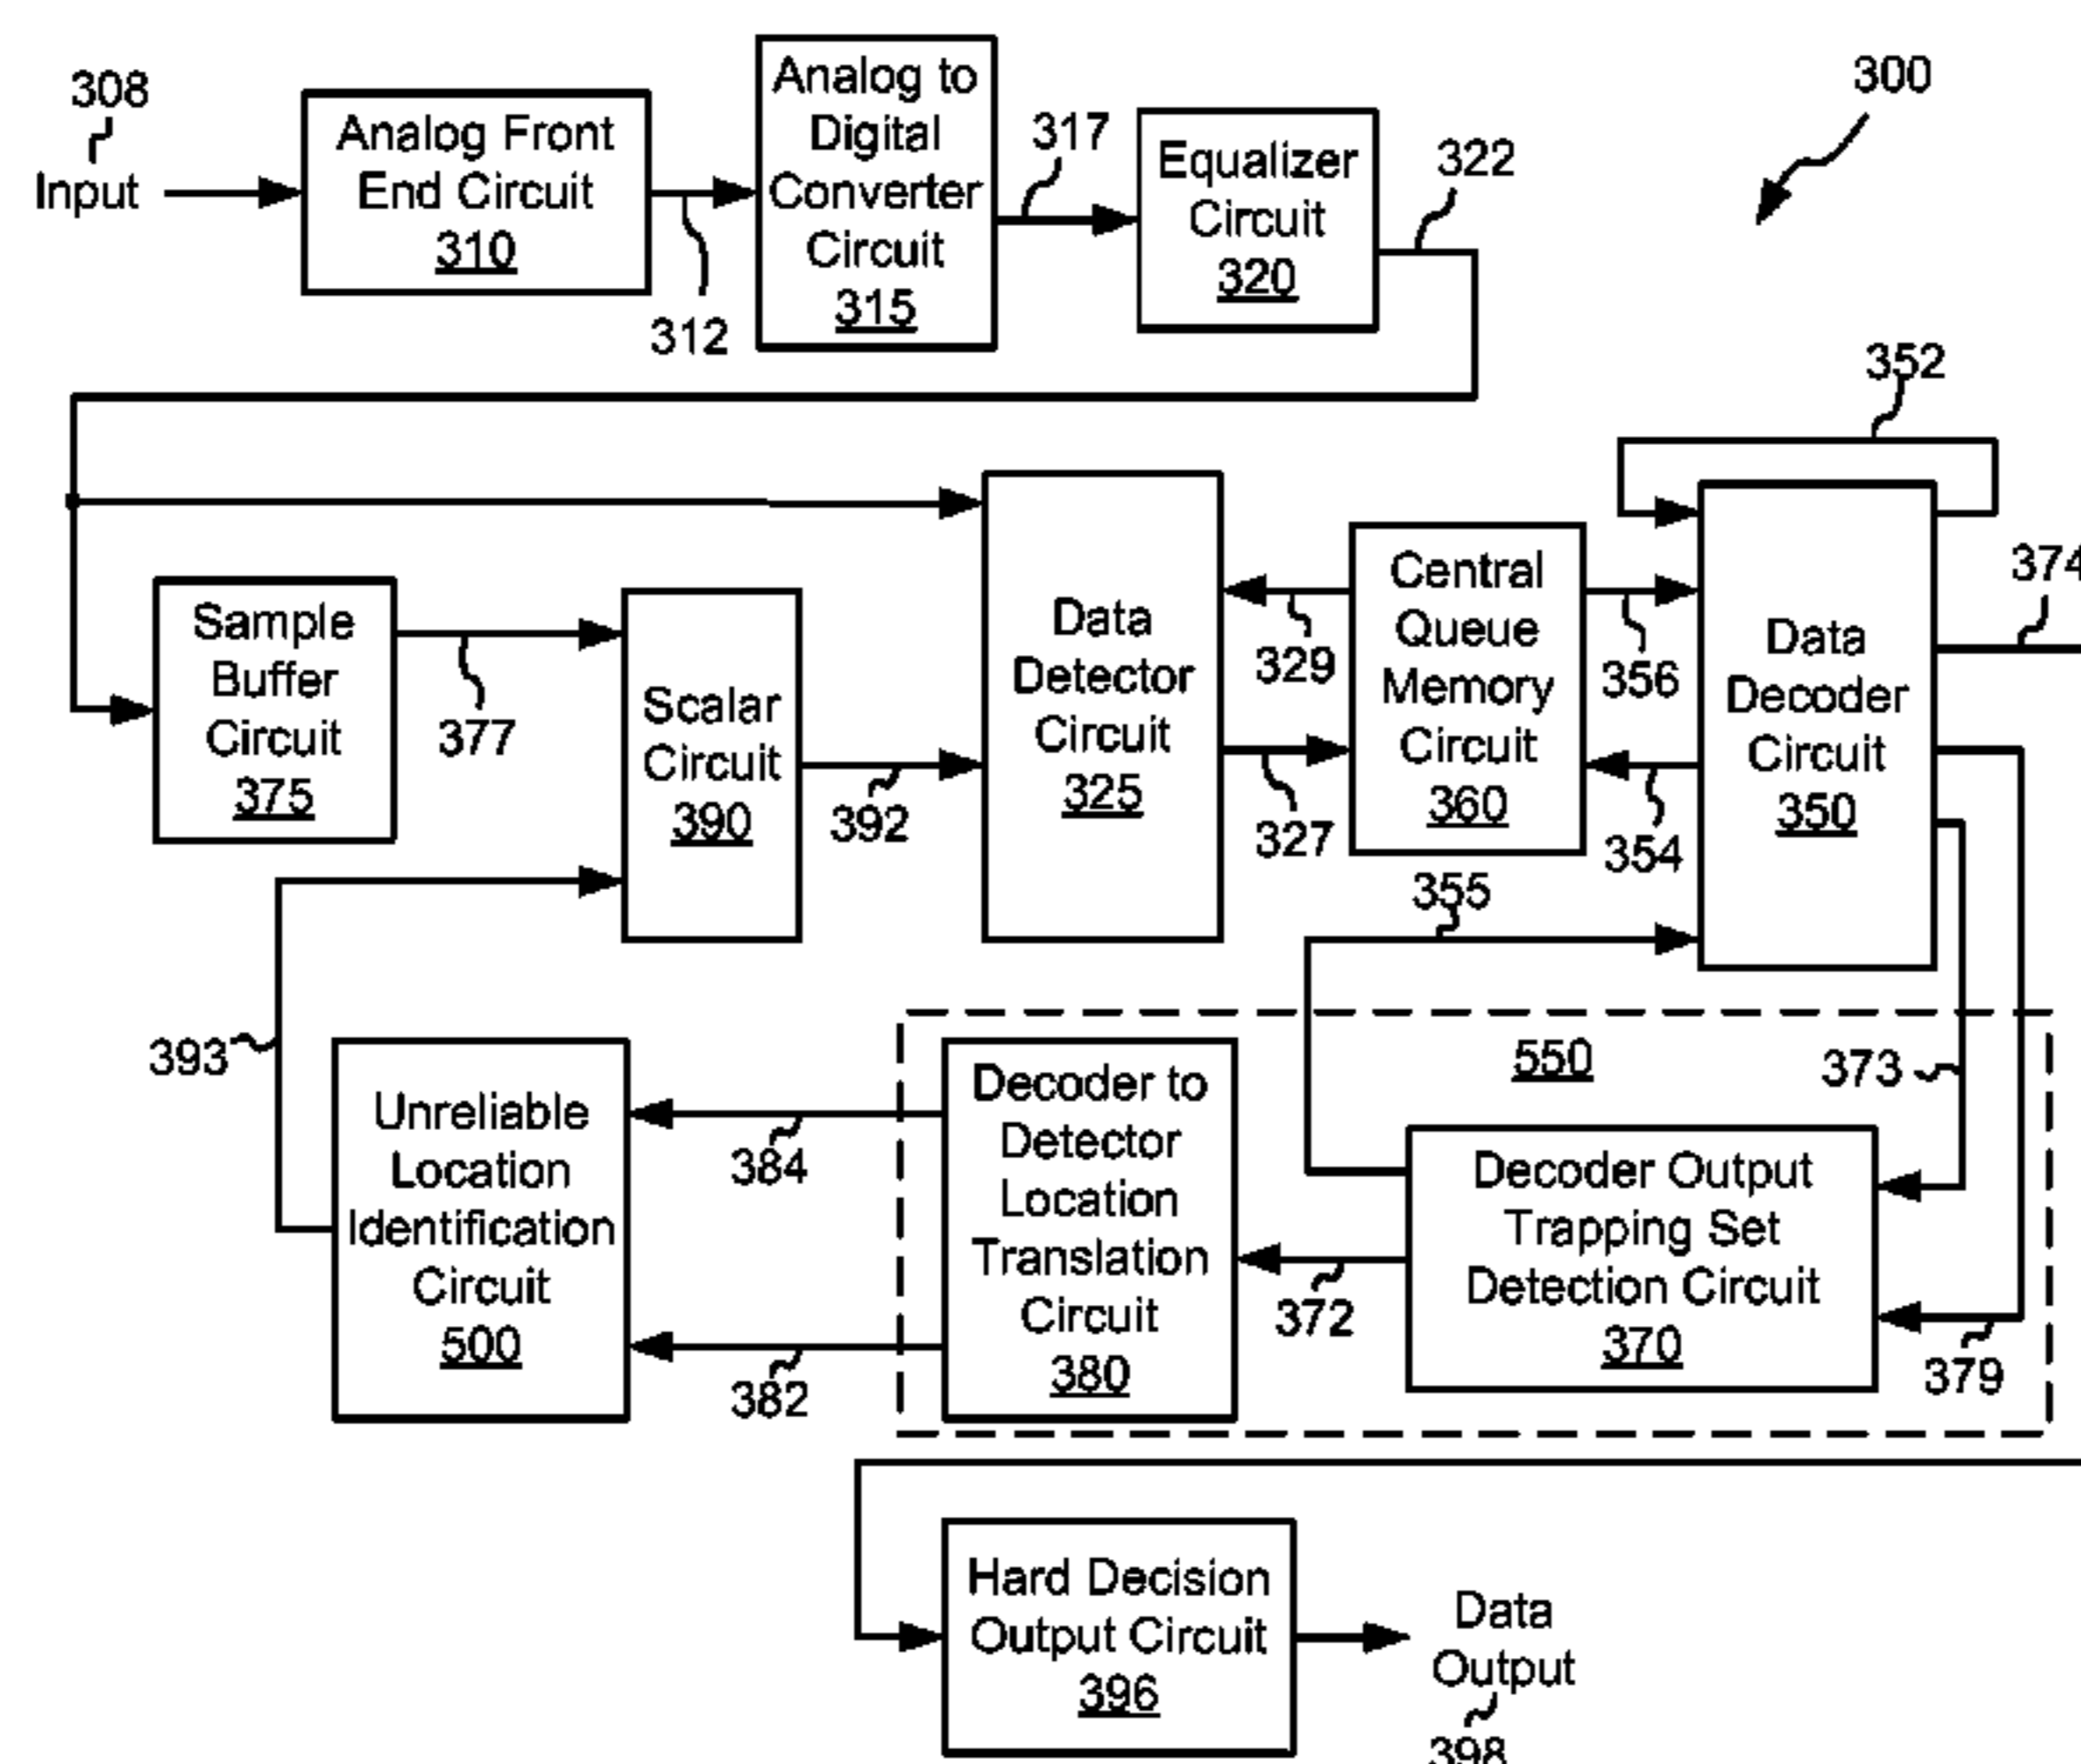 308
Input
Analog Front
End Circuit
310
312
Analog to
Digital
Converter
Circuit
315
317
Equalizer
Circuit
320
322
300
352
Sample
Buffer
Circuit
375
377
Scalar
Circuit
390
392
Data
Detector
Circuit
325
329
327
Central
Queue
Memory
Circuit
360
356
354
355
Data
Decoder
Circuit
350
374
393
Unreliable
Location
Identification
Circuit
500
384
382
Decoder to
Detector
Location
Translation
Circuit
380
550
373
372
Decoder Output
Trapping Set
Detection Circuit
370
379
Hard Decision
Output Circuit
396
Data
Output
398